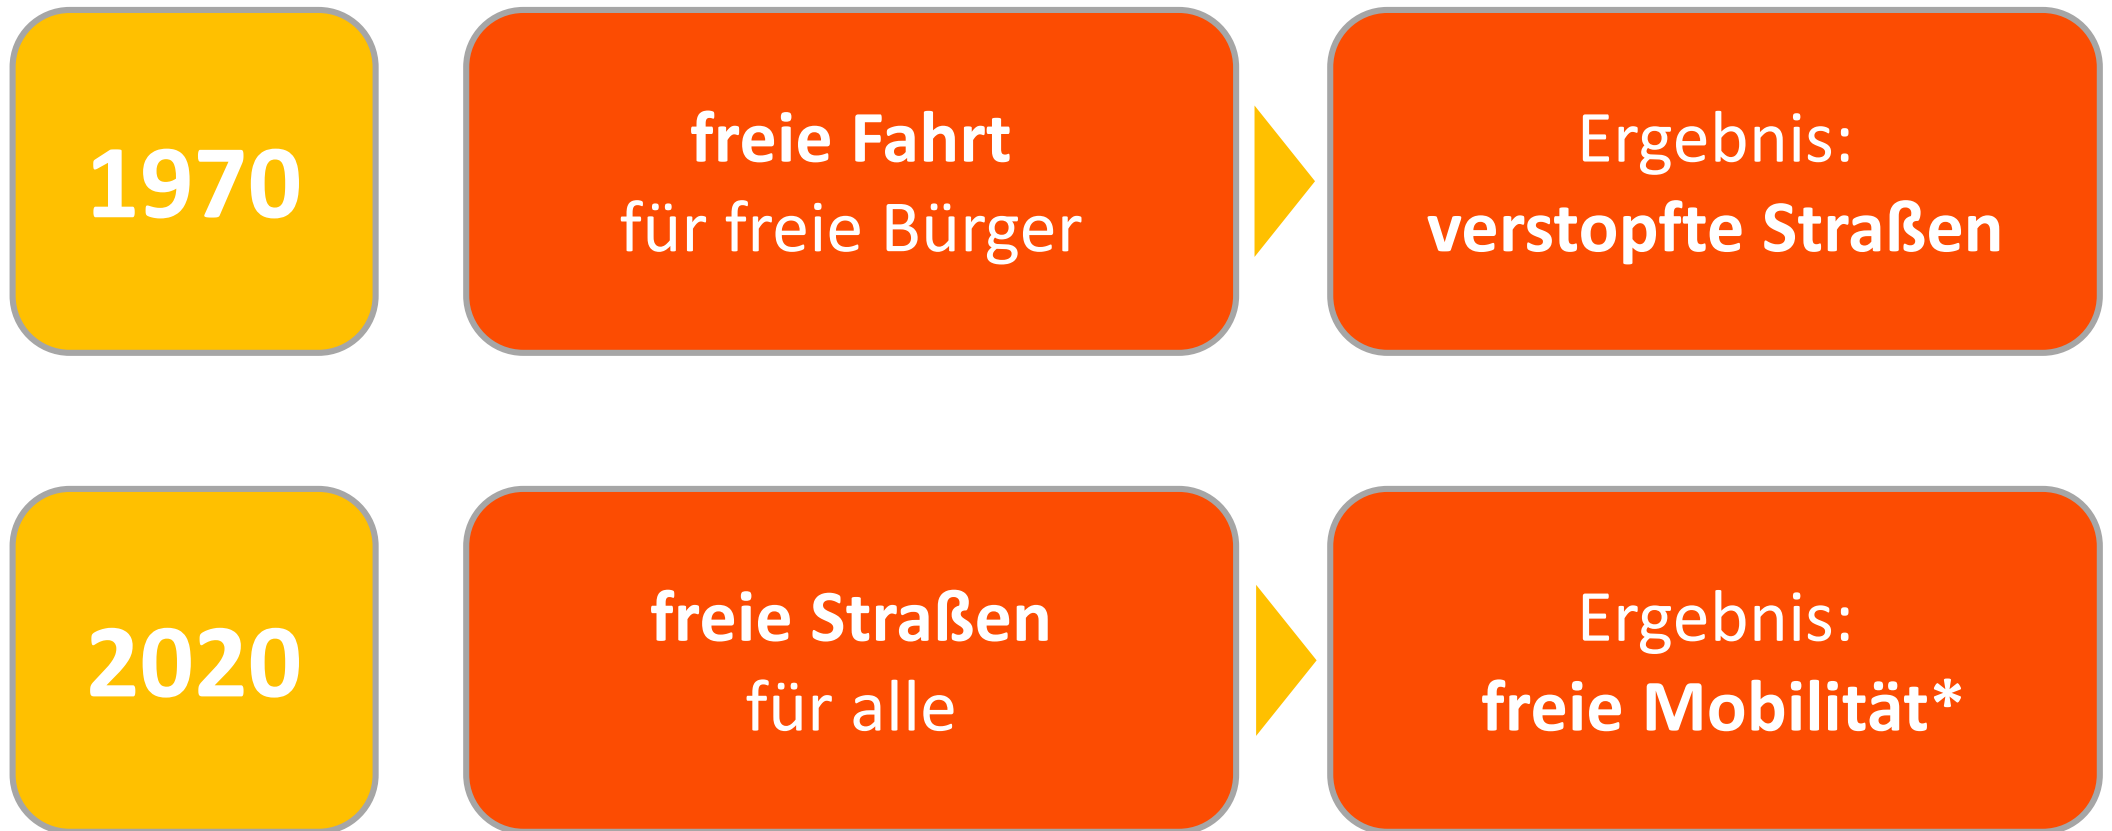 1970
freie Fahrt
für freie Bürger
Ergebnis:
verstopfte Straßen
2020
freie Straßen
für alle
Ergebnis:
freie Mobilität*